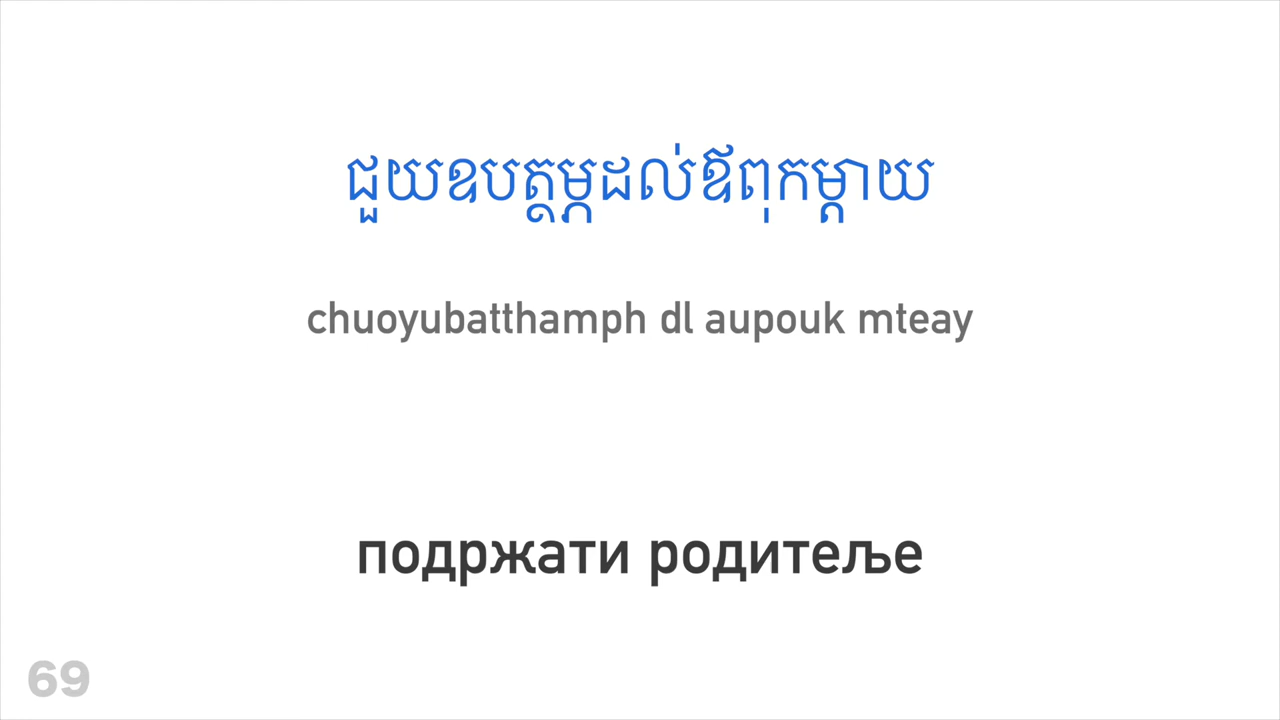 ជួយឧបត្ថម្ភដល់ឪពុកម្តាយ
chuoyubatthamph dl aupouk mteay
подржати родитеље
69